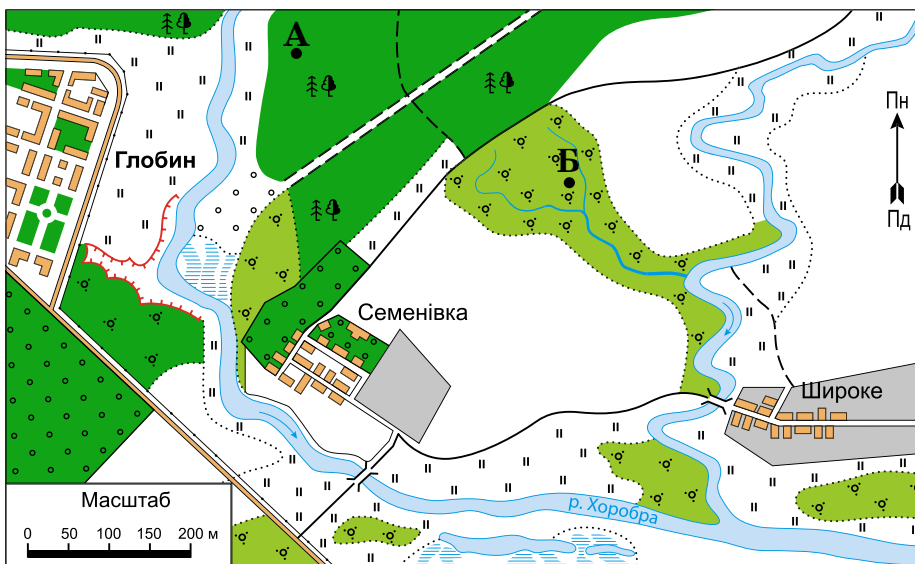 А
Пн
Глобин
Б
Пд
Семенівка
Широке
Масштаб
0 50 100 150 200 м
р. Хоробра